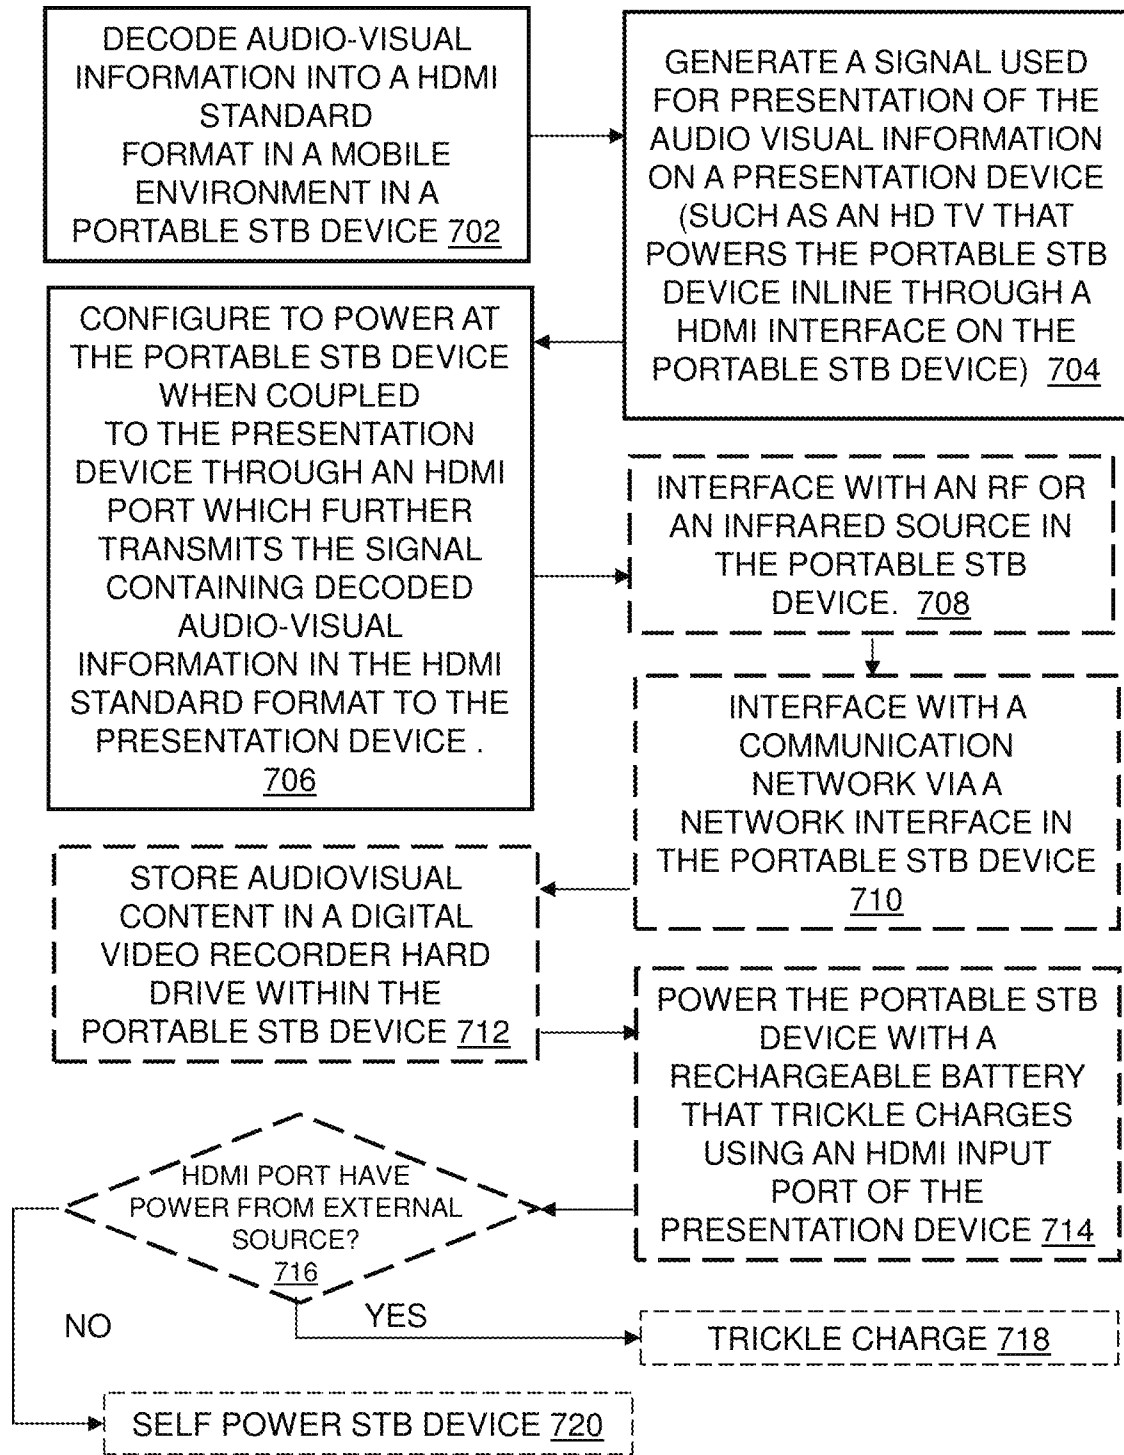 DECODE AUDIO-VISUAL
INFORMATION INTO A HDMI
STANDARD
FORMAT IN A MOBILE
ENVIRONMENT IN A
PORTABLE STB DEVICE 702
GENERATE A SIGNAL USED
FOR PRESENTATION OF THE
AUDIO VISUAL INFORMATION
ON A PRESENTATION DEVICE
(SUCH AS AN HD TV THAT
POWERS THE PORTABLE STB
DEVICE INLINE THROUGH A
HDMI INTERFACE ON THE
PORTABLE STB DEVICE) 704
CONFIGURE TO POWER AT
THE PORTABLE STB DEVICE
WHEN COUPLED
TO THE PRESENTATION
DEVICE THROUGH AN HDMI
PORT WHICH FURTHER
TRANSMITS THE SIGNAL
CONTAINING DECODED
AUDIO-VISUAL
INFORMATION IN THE HDMI
STANDARD FORMAT TO THE
PRESENTATION DEVICE .
706
INTERFACE WITH AN RF OR
AN INFRARED SOURCE IN
THE PORTABLE STB
DEVICE. 708
INTERFACE WITH A
COMMUNICATION
NETWORK VIA A
NETWORK INTERFACE IN
THE PORTABLE STB DEVICE
710
STORE AUDIOVISUAL
CONTENT IN A DIGITAL
VIDEO RECORDER HARD
DRIVE WITHIN THE
PORTABLE STB DEVICE 712
POWER THE PORTABLE STB
DEVICE WITH A
RECHARGEABLE BATTERY
THAT TRICKLE CHARGES
USING AN HDMI INPUT
PORT OF THE
PRESENTATION DEVICE 714
HDMI PORT HAVE
POWER FROM EXTERNAL
SOURCE?
716
NO
YES
TRICKLE CHARGE 718
SELF POWER STB DEVICE 720